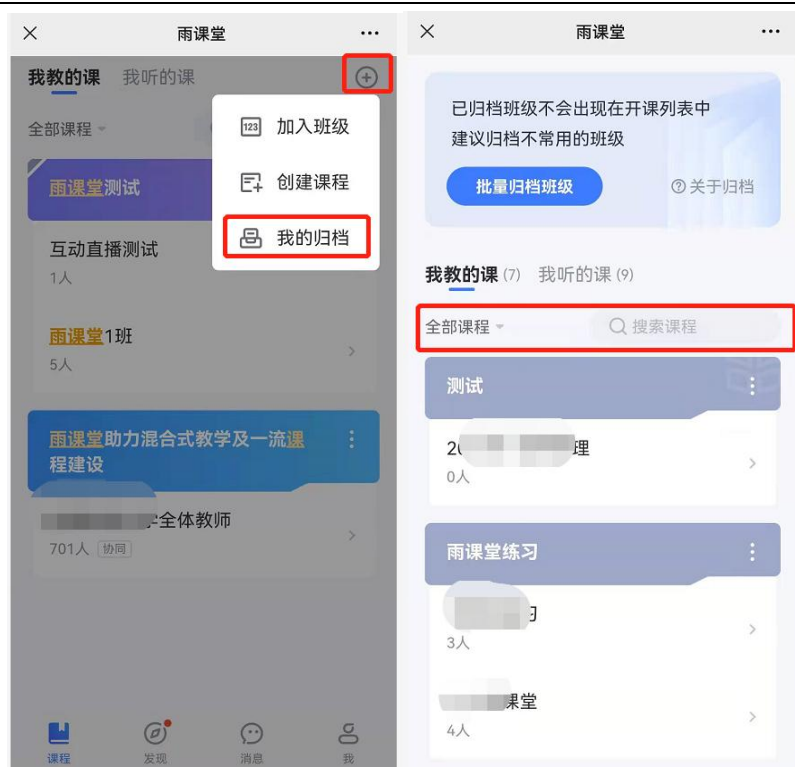 雨课堂
我教的课 我听的课
全部课程
加入班级
创建课程
我的归档
雨课堂测试
互动直播测试
1人
雨课堂1班
5人
雨课堂助力混合式教学及一流课
程建设
全体教师
701人 协同
课程 发现 消息 我
雨课堂
已归档班级不会出现在开课列表中
建议归档不常用的班级
批量归档班级 关于归档
我教的课 (7) 我听的课 (9)
全部课程 搜索课程
测试
理
0人
雨课堂练习
3人
课堂
4人